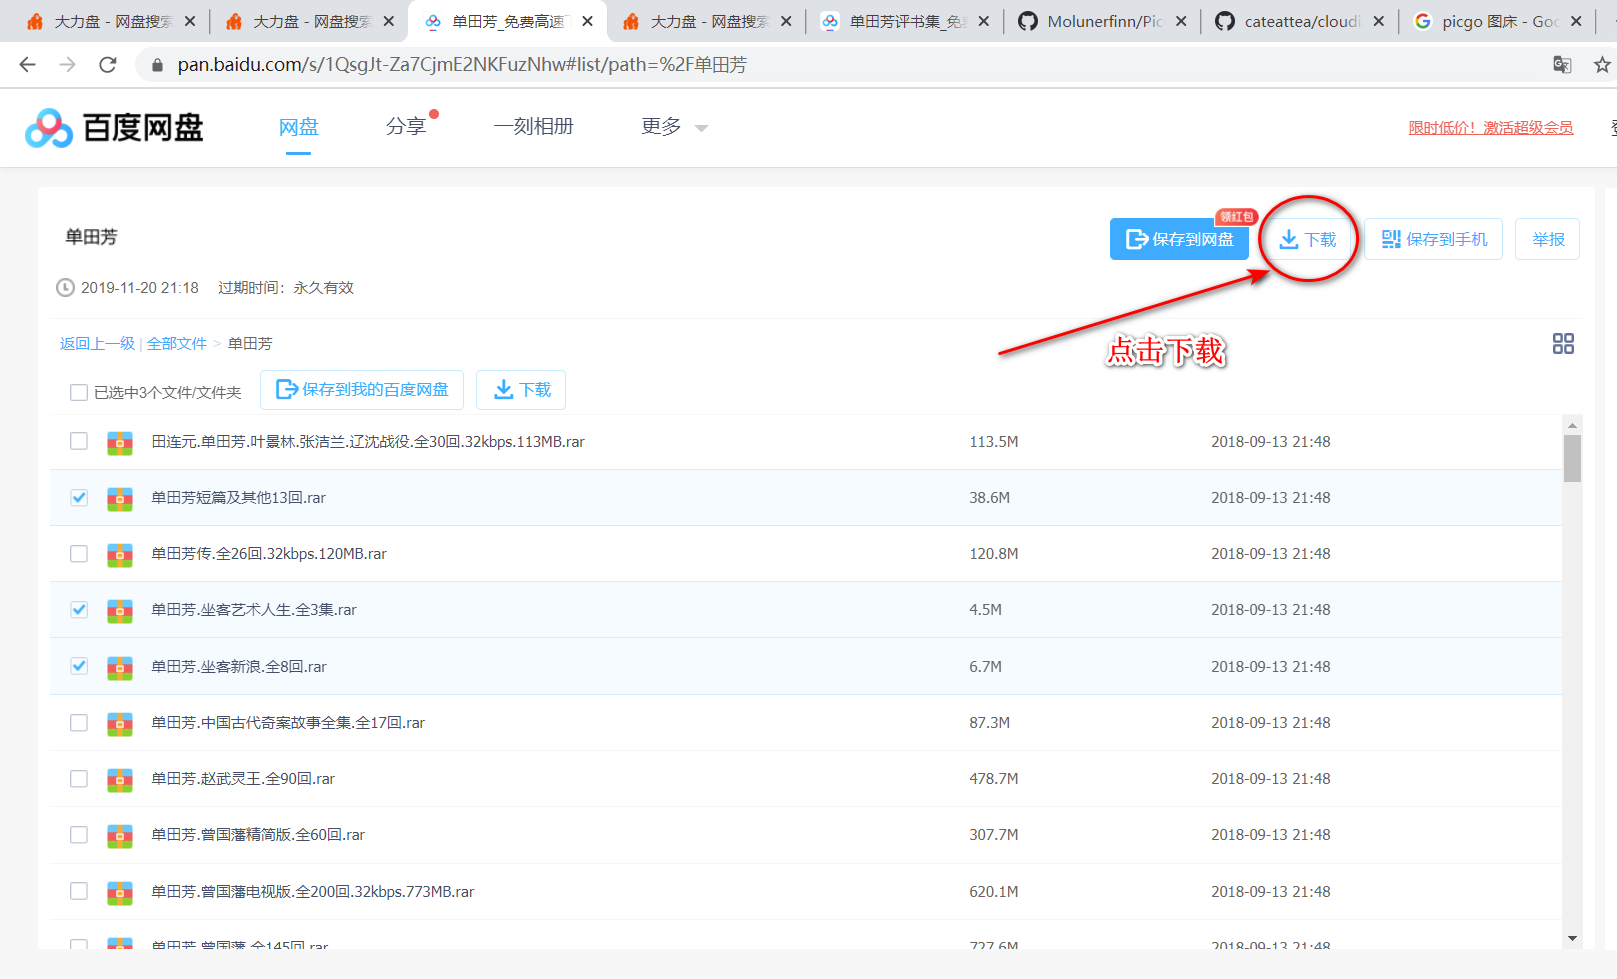 大力盘 - 网盘搜索
大力盘 - 网盘搜索
单田芳_免费高速下
大力盘 - 网盘搜索
单田芳评书集_免费
Molunerfinn/Pic
cateattea/cloudi
picgo 图床 - Goo
pan.baidu.com/s/1QsgJt-Za7CjmE2NKFuzNhw#list/path=%2F单田芳
百度网盘
网盘
分享
一刻相册
更多
限时低价！激活超级会员
单田芳
领红包
保存到网盘
下载
保存到手机
举报
2019-11-20 21:18 过期时间：永久有效
返回上一级 | 全部文件 > 单田芳
点击下载
已选中3个文件/文件夹
保存到我的百度网盘
下载
田连元.单田芳.叶景林.张洁兰.辽沈战役.全30回.32kbps.113MB.rar 113.5M 2018-09-13 21:48
单田芳短篇及其他13回.rar 38.6M 2018-09-13 21:48
单田芳传.全26回.32kbps.120MB.rar 120.8M 2018-09-13 21:48
单田芳.坐客艺术人生.全3集.rar 4.5M 2018-09-13 21:48
单田芳.坐客新浪.全8回.rar 6.7M 2018-09-13 21:48
单田芳.中国古代奇案故事全集.全17回.rar 87.3M 2018-09-13 21:48
单田芳.赵武灵王.全90回.rar 478.7M 2018-09-13 21:48
单田芳.曾国藩精简版.全60回.rar 307.7M 2018-09-13 21:48
单田芳.曾国藩电视版.全200回.32kbps.773MB.rar 620.1M 2018-09-13 21:48
单田芳.曾国藩.全145回.rar 727.6M 2018-09-13 21:48